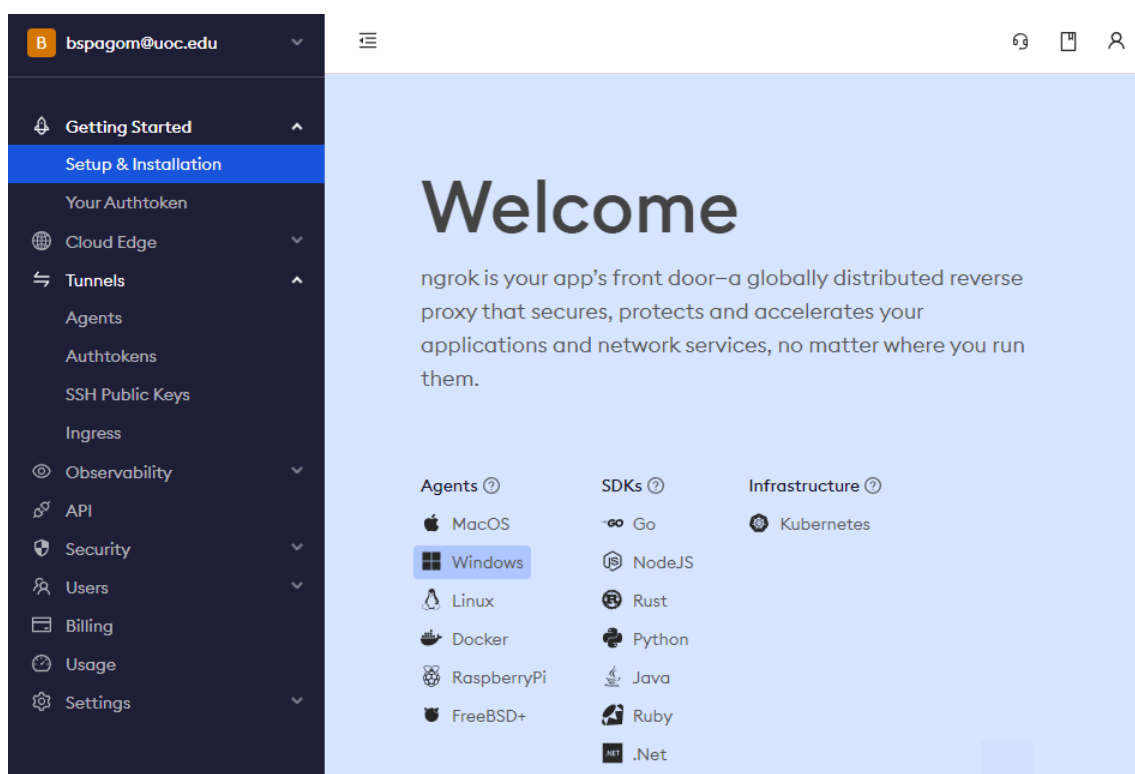 B bspagom@uoc.edu
Getting Started
Setup & Installation
Your Authtoken
Cloud Edge
Tunnels
Agents
Authtokens
SSH Public Keys
Ingress
Observability
API
Security
Users
Billing
Usage
Settings
Welcome
ngrok is your app's front door—a globally distributed reverse
proxy that secures, protects and accelerates your
applications and network services, no matter where you run
them.
Agents ?
MacOS
Windows
Linux
Docker
RaspberryPi
FreeBSD+
SDKs ?
GO Go
JS NodeJS
R Rust
Python
Java
Ruby
.NET .Net
Infrastructure ?
Kubernetes